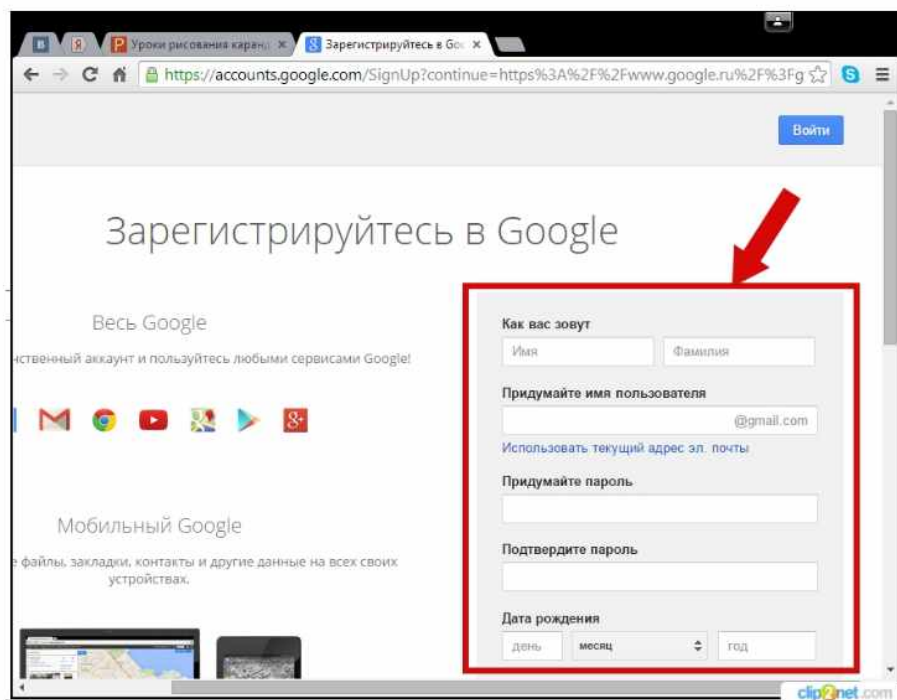 Уроки рисования каранд
Зарегистрируйтесь в Goo
https://accounts.google.com/SignUp?continue=https%3A%2F%2Fwww.google.ru%2F%3Fg
Войти
Зарегистрируйтесь в Google
Весь Google
нственный аккаунт и пользуйтесь любыми сервисами Google!
Мобильный Google
е файлы, закладки, контакты и другие данные на всех своих
устройствах.
Как вас зовут
Имя Фамилия
Придумайте имя пользователя
@gmail.com
Использовать текущий адрес эл. почты
Придумайте пароль
Подтвердите пароль
Дата рождения
день месяц год
clip2net.com